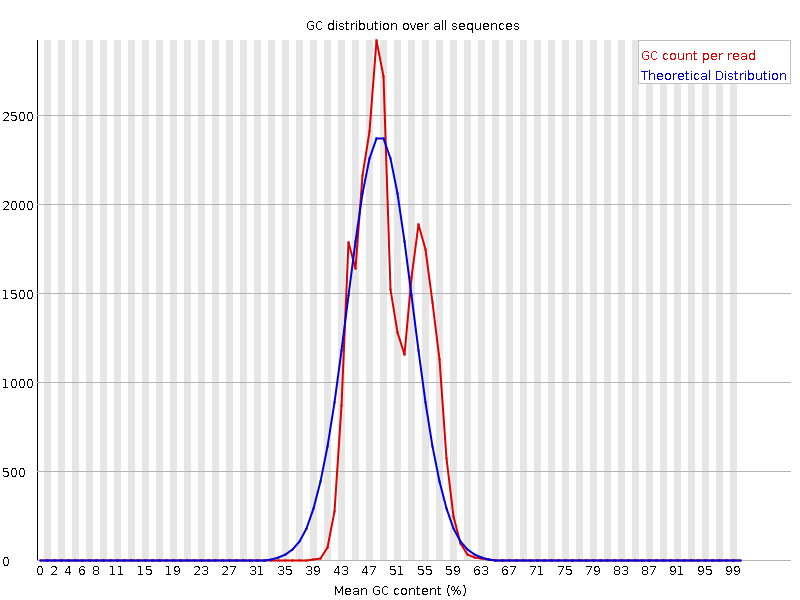 GC distribution over all sequences
GC count per read
Theoretical Distribution
2500
2000
1500
1000
500
0
0 2 4 6 8 11 15 19 23 27 31 35 39 43 47 51 55 59 63 67 71 75 79 83 87 91 95 99
Mean GC content (%)